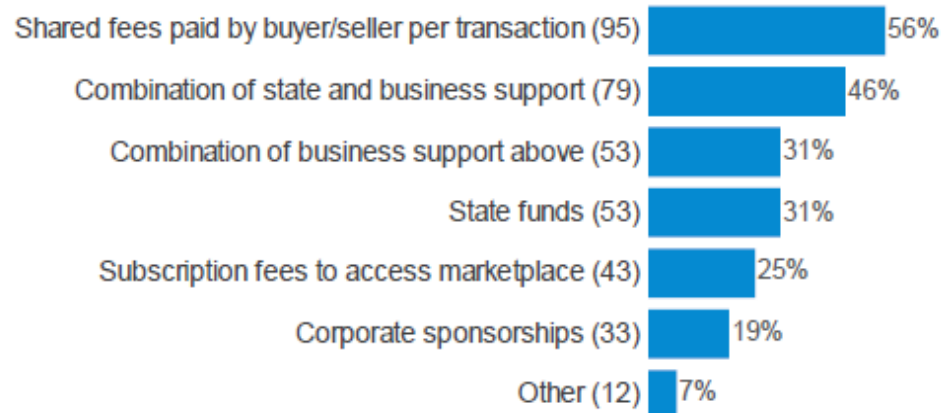 Shared fees paid by buyer/seller per transaction (95) 56%
Combination of state and business support (79) 46%
Combination of business support above (53) 31%
State funds (53) 31%
Subscription fees to access marketplace (43) 25%
Corporate sponsorships (33) 19%
Other (12) 7%